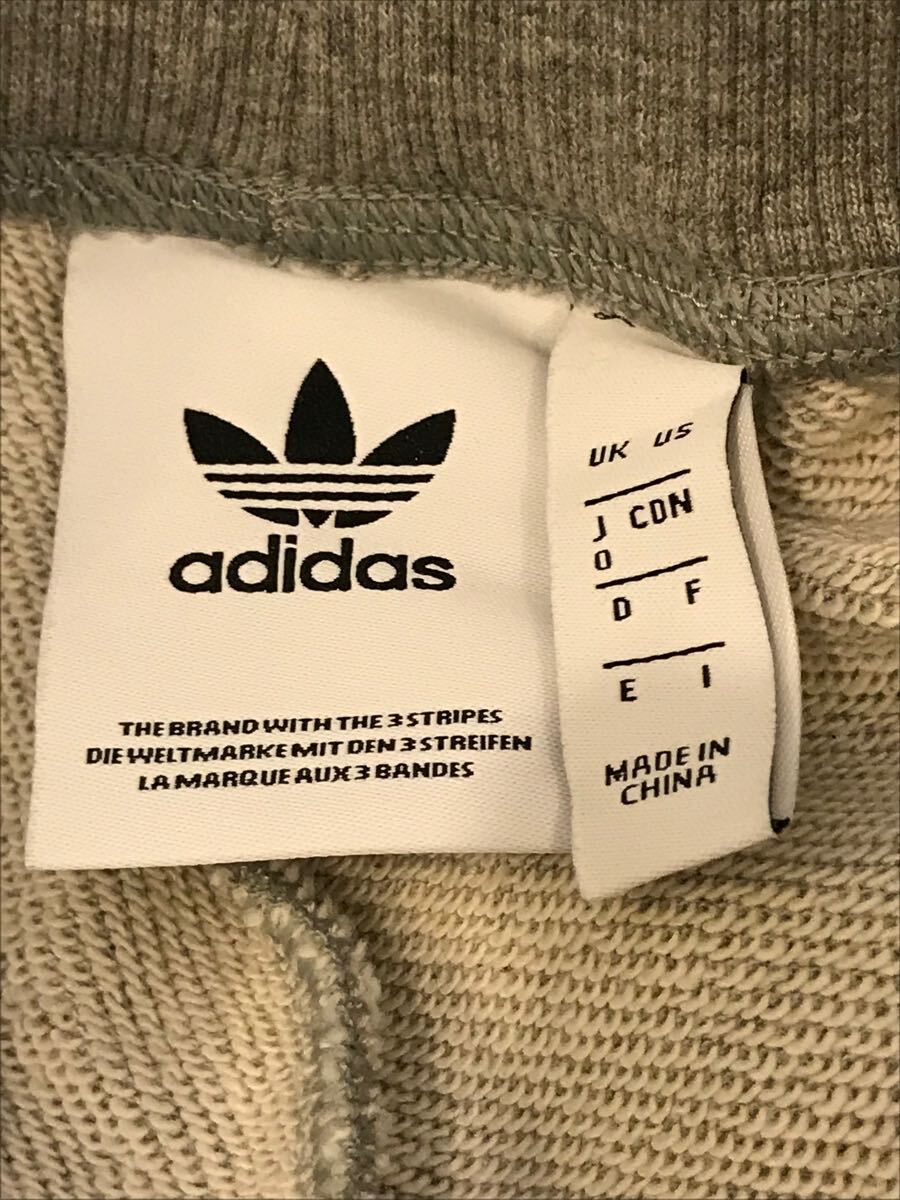 adidas
THE BRAND WITH THE 3 STRIPES
DIE WELTMARKE MIT DEN 3 STREIFEN
LA MARQUE AUX 3 BANDES
UK US
J CDN
O
D F
E I
MADE IN
CHINA